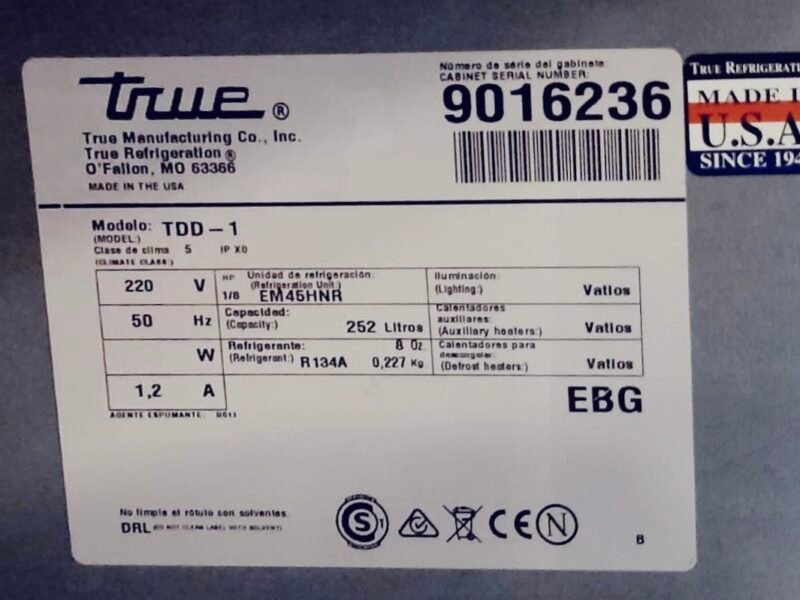 true®
True Manufacturing Co., Inc.
True Refrigeration®
O'Fallon, MO 63366
MADE IN THE USA
Número de série del gabinete
CABINET SERIAL NUMBER:
9016236
TRUE REFRIGERATI
MADE I
U.S.A
SINCE 194
Modelo: TDD-1
(MODEL:)
Clase de clima 5 IP X0
(CLIMATE CLASS:)
220 V
50 Hz
W
1,2 A
HP Unidad de refrigeración:
(Refrigeration Unit:)
1/8 EM45HNR
Capacidad:
(Capacity:) 252 Litros
Refrigerante: 8 Oz
(Refrigerant:) R134A 0,227 Kg
Iluminación:
(Lighting:) Vatios
Calentadores
auxiliares:
(Auxiliary heaters:) Vatios
Calentadores para
descongelar:
(Defrost heaters:) Vatios
AGENTE ESPUMANTE:
EBG
No limpie el rótulo con solventes.
DRL (DO NOT CLEAN LABEL WITH SOLVENT)
S 1
CE
N
B